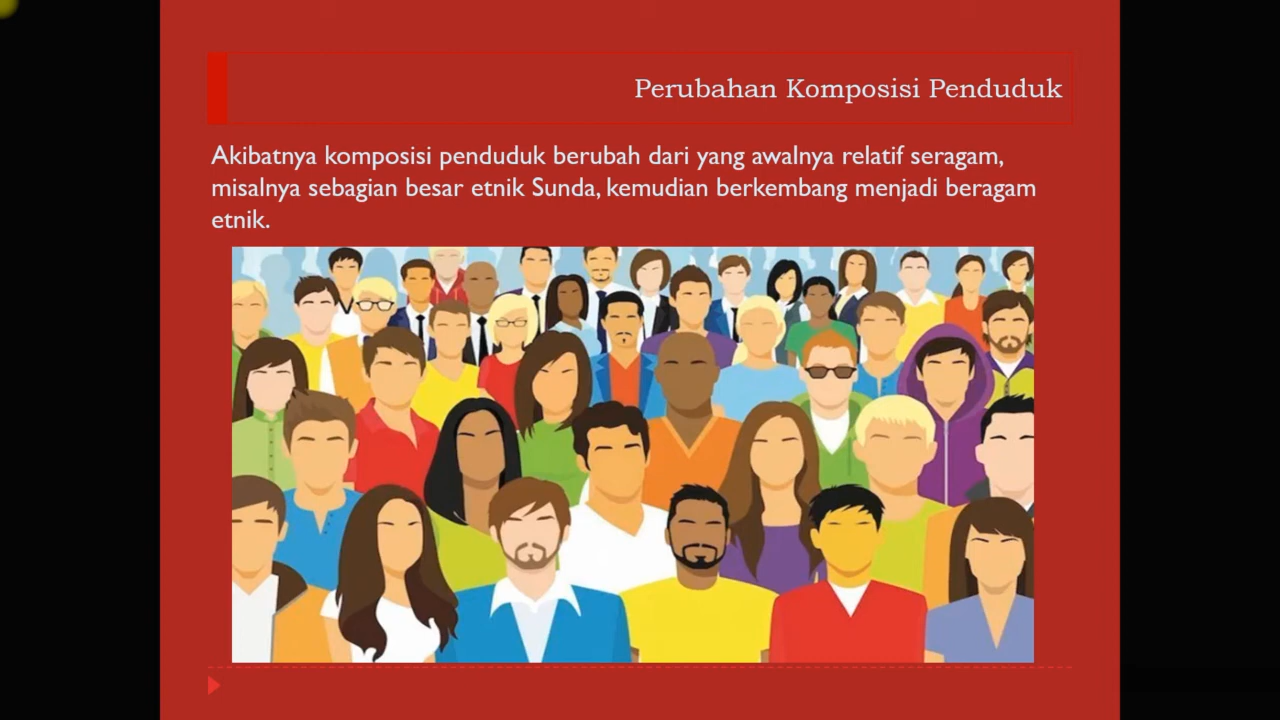 Perubahan Komposisi Penduduk
Akibatnya komposisi penduduk berubah dari yang awalnya relatif seragam,
misalnya sebagian besar etnik Sunda, kemudian berkembang menjadi beragam
etnik.